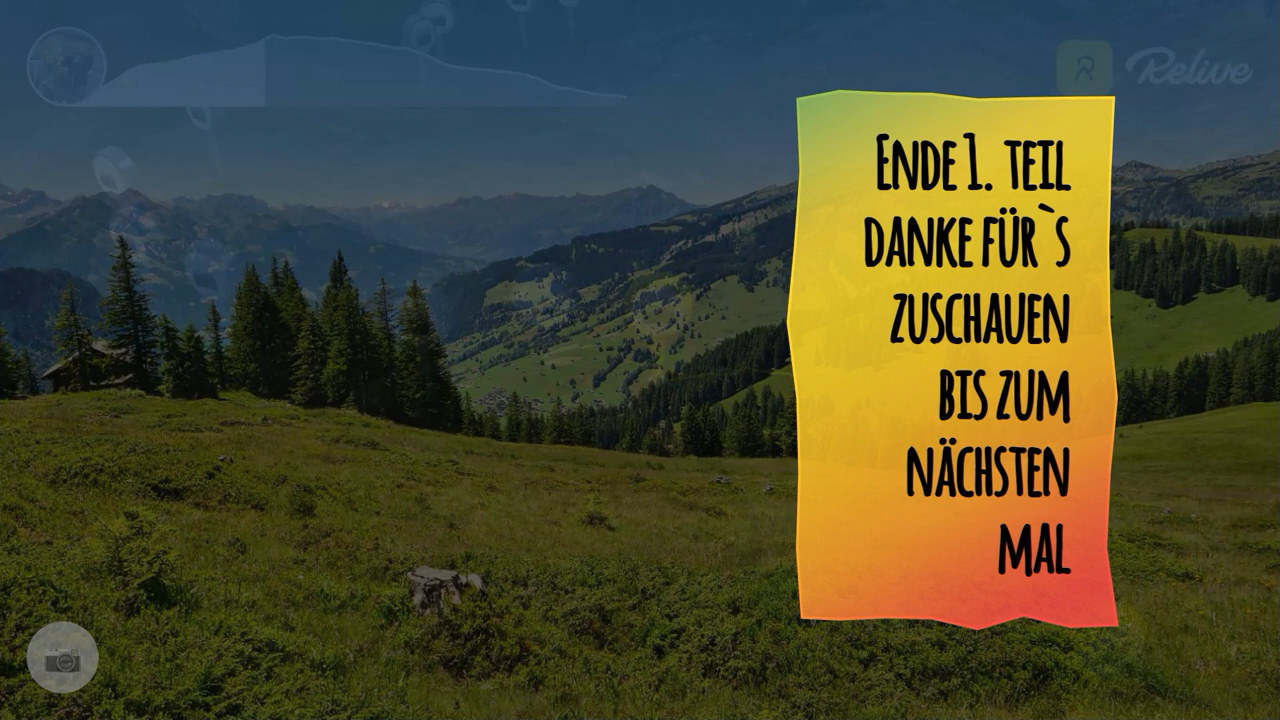 Relive
ENDE 1. TEIL
DANKE FÜR`S
ZUSCHAUEN
BIS ZUM
NÄCHSTEN
MAL